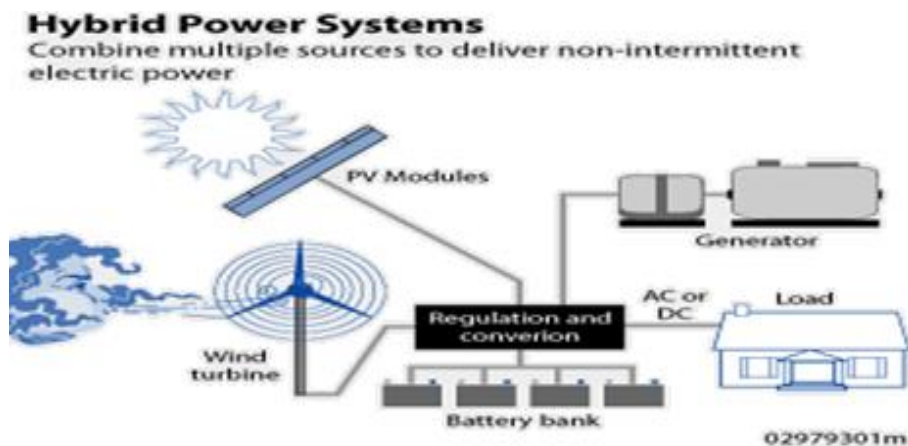 Hybrid Power Systems
Combine multiple sources to deliver non-intermittent
electric power
PV Modules
Generator
AC or
DC
Load
Regulation and
converion
Wind
turbine
Battery bank
02979301m